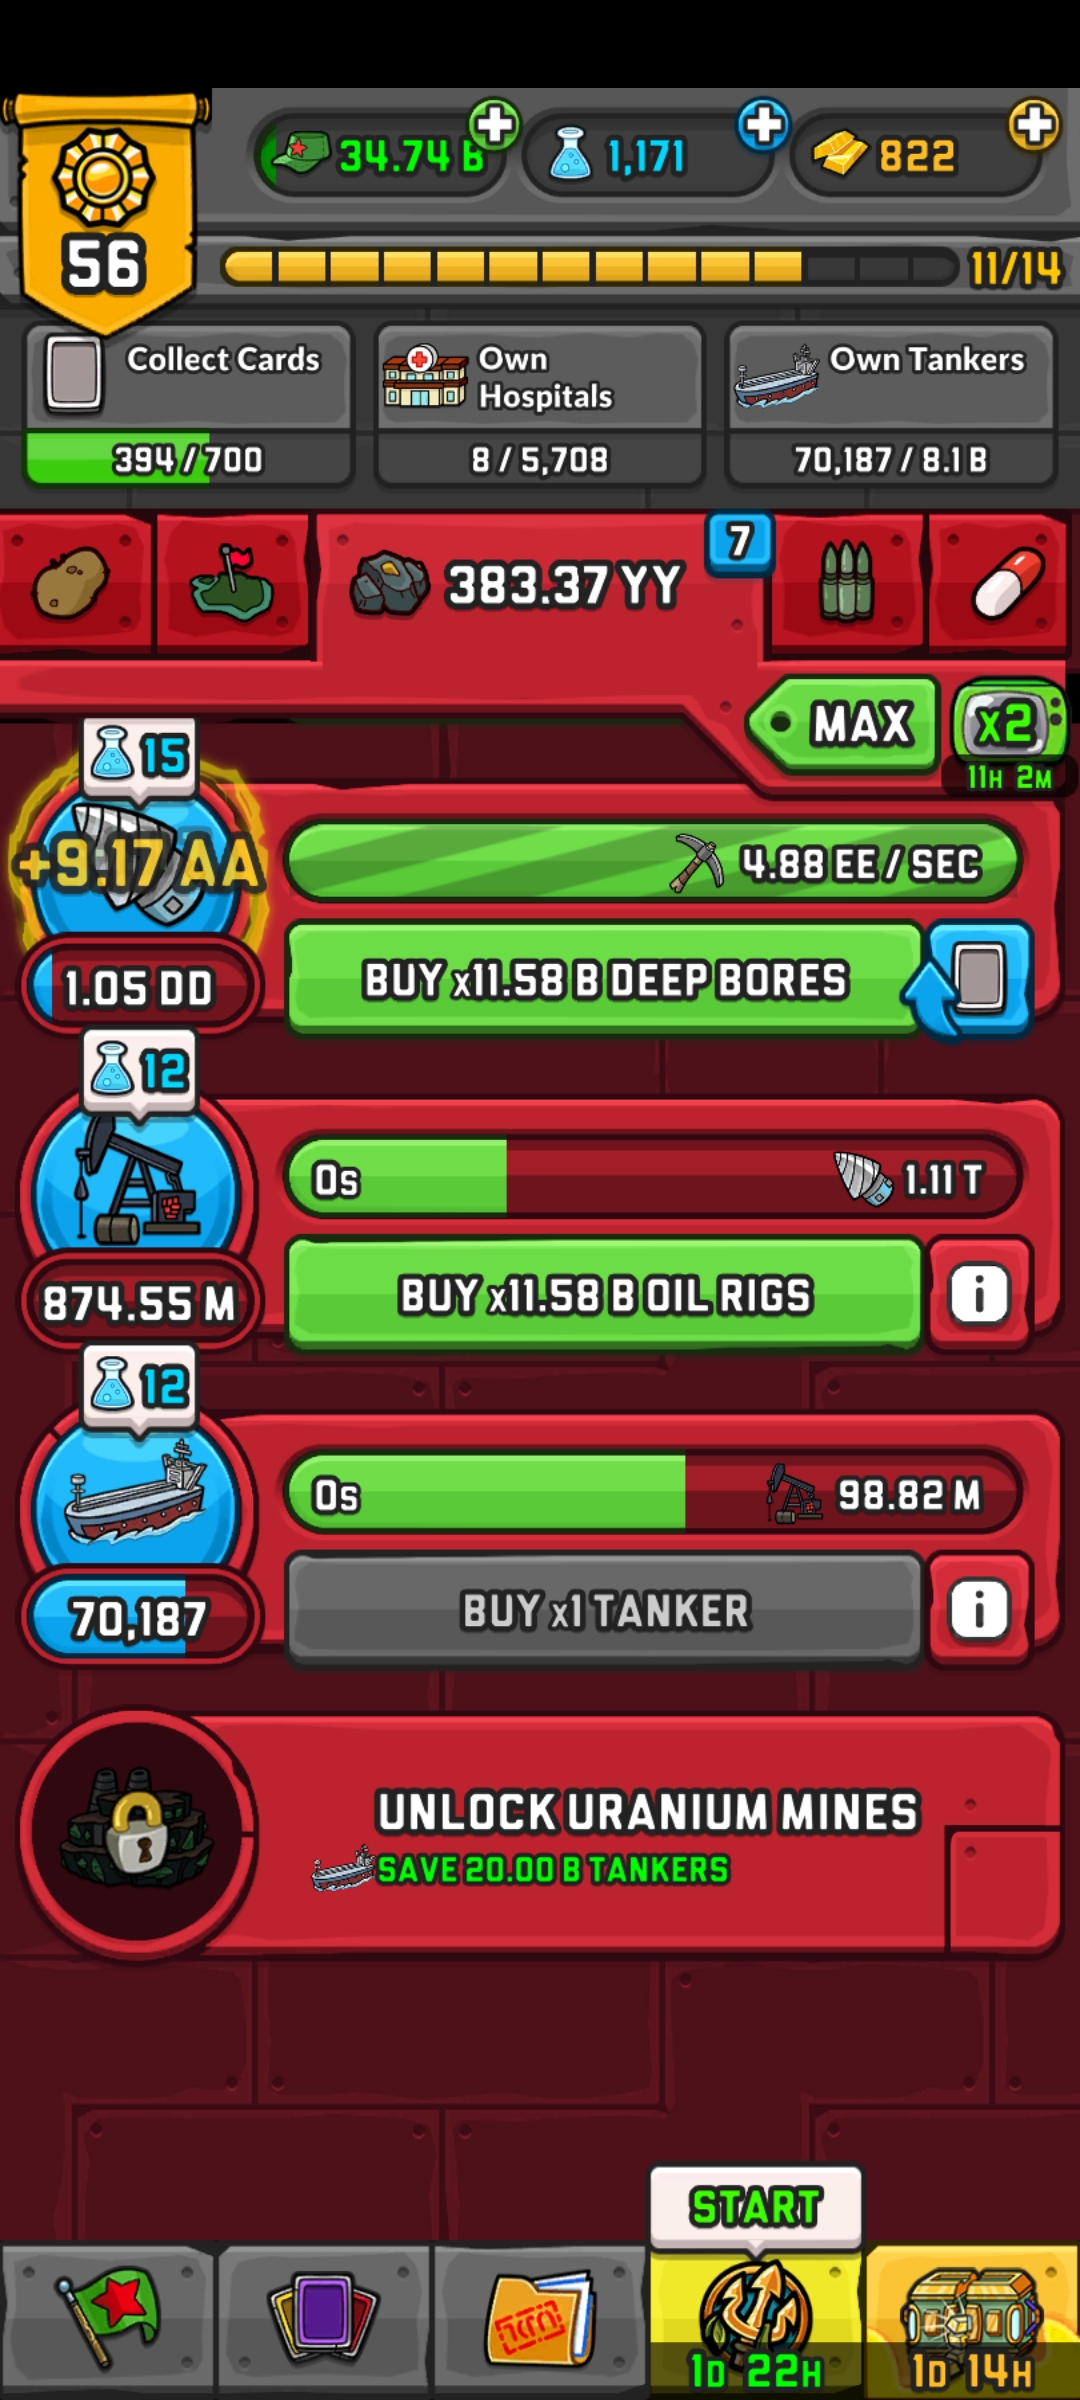 34.74 B
1,171
822
56
11/14
Collect Cards
394/700
Own
Hospitals
8/5,708
Own Tankers
70,187/8.1 B
383.37 YY
7
MAX
x2
11H 2M
15
+9.17 AA
4.88 EE/SEC
1.05 DD
BUY x11.58 B DEEP BORES
12
0s
1.11 T
874.55 M
BUY x11.58 B OIL RIGS
i
12
0s
98.82 M
70,187
BUY x1 TANKER
i
UNLOCK URANIUM MINES
SAVE 20.00 B TANKERS
START
1D 22H
1D 14H